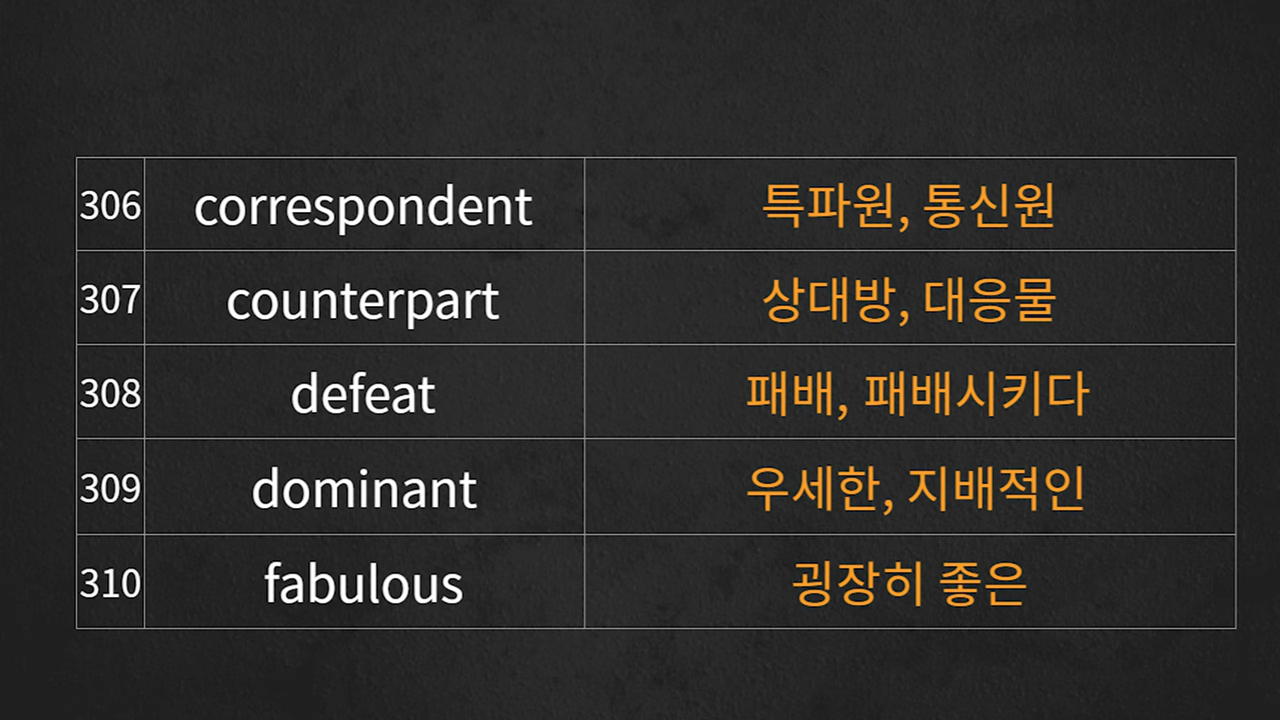 306 correspondent 특파원, 통신원
307 counterpart 상대방, 대응물
308 defeat 패배, 패배시키다
309 dominant 우세한, 지배적인
310 fabulous 굉장히 좋은